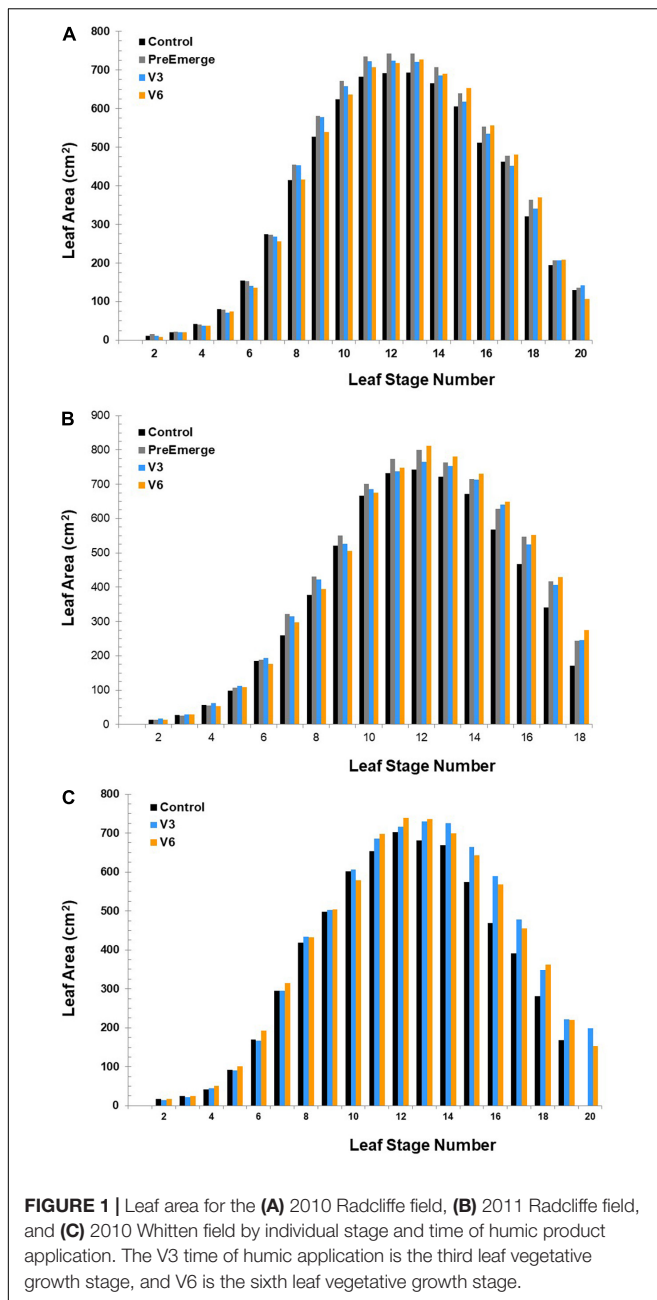 A
Control
PreEmerge
V3
V6
Leaf Area (cm²)
800
700
600
500
400
300
200
100
0
2 4 6 8 10 12 14 16 18 20
Leaf Stage Number
B
Control
PreEmerge
V3
V6
Leaf Area (cm²)
900
800
700
600
500
400
300
200
100
0
2 4 6 8 10 12 14 16 18
Leaf Stage Number
C
Control
V3
V6
Leaf Area (cm²)
800
700
600
500
400
300
200
100
0
2 4 6 8 10 12 14 16 18 20
Leaf Stage Number
FIGURE 1 | Leaf area for the (A) 2010 Radcliffe field, (B) 2011 Radcliffe field,
and (C) 2010 Whitten field by individual stage and time of humic product
application. The V3 time of humic application is the third leaf vegetative
growth stage, and V6 is the sixth leaf vegetative growth stage.